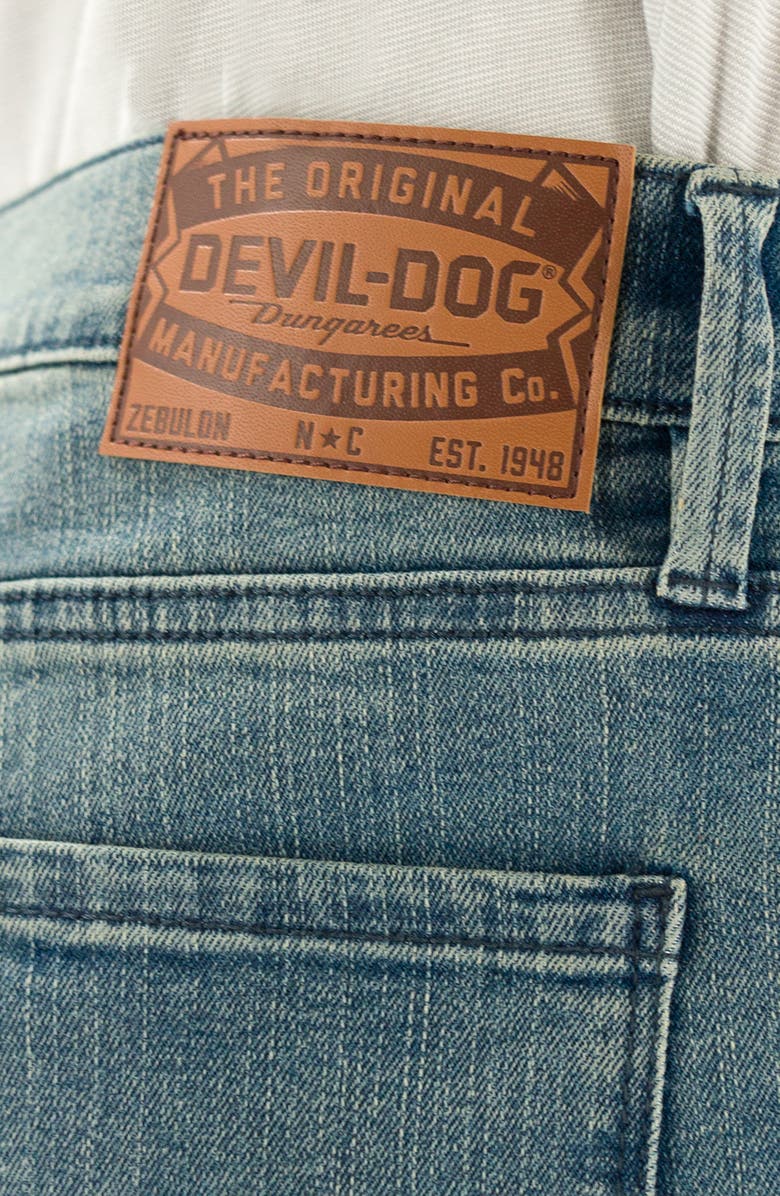 THE ORIGINAL
DEVIL-DOG®
Dungarees
MANUFACTURING Co.
ZEBULON N★C EST. 1948